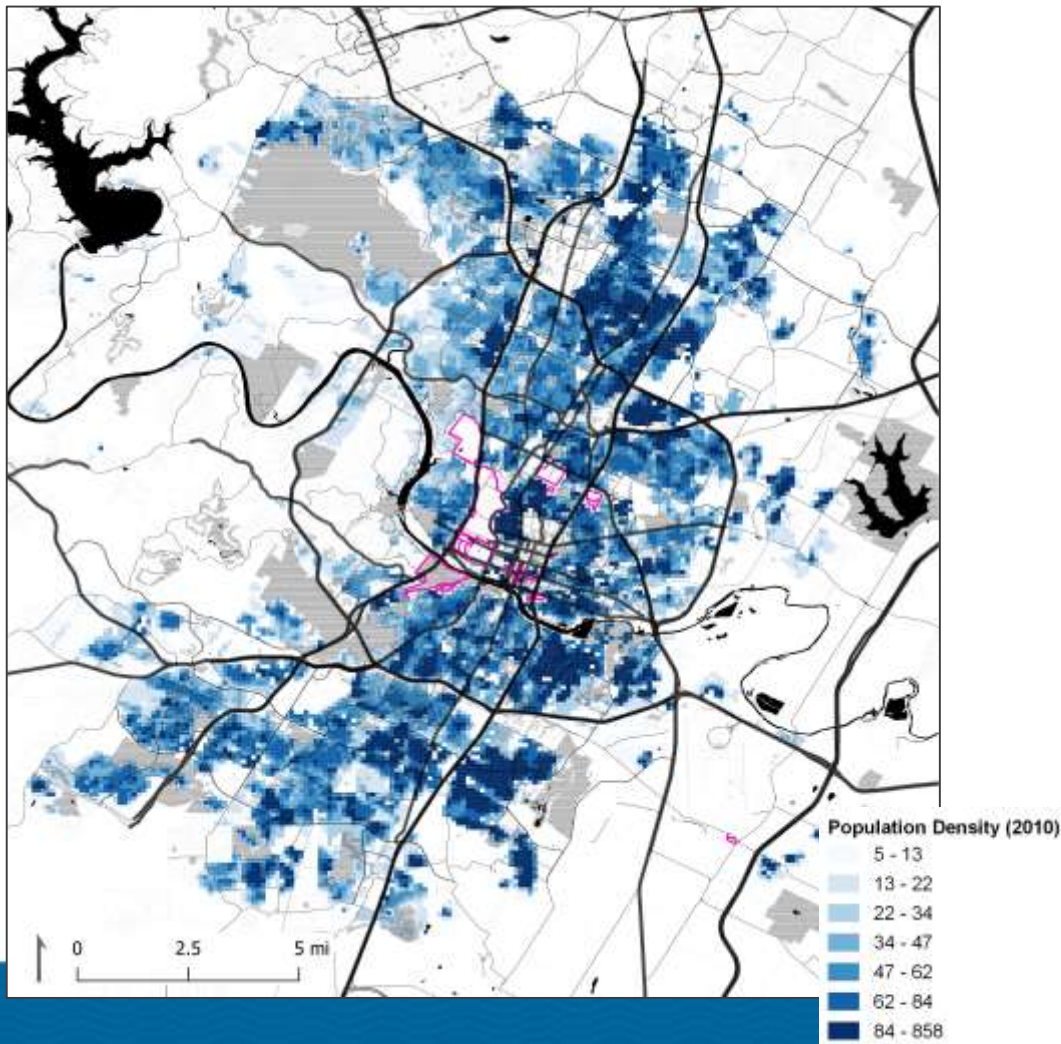 0 2.5 5 mi
Population Density (2010)
5 - 13
13 - 22
22 - 34
34 - 47
47 - 62
62 - 84
84 - 858